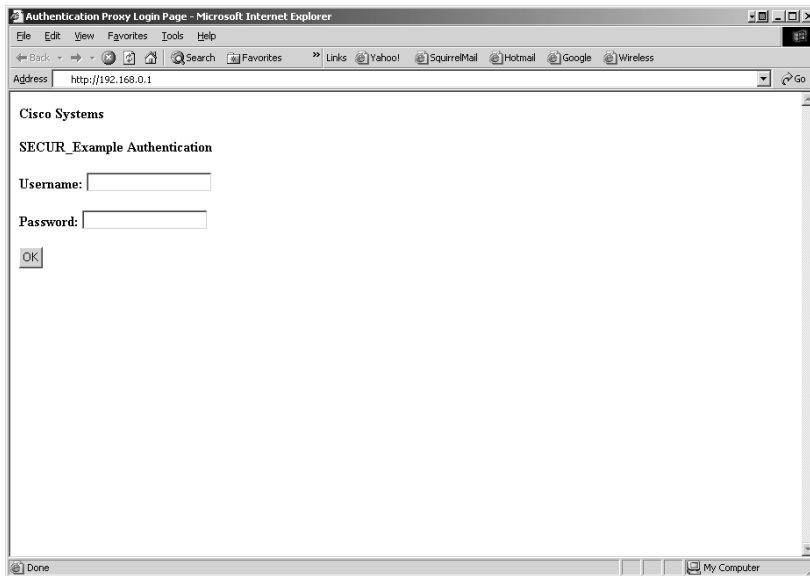 Authentication Proxy Login Page - Microsoft Internet Explorer
File Edit View Favorites Tools Help
Back Search Favorites » Links Yahoo! SquirrelMail Hotmail Google Wireless
Address http://192.168.0.1 Go
Cisco Systems
SECUR_Example Authentication
Username:
Password:
OK
Done My Computer